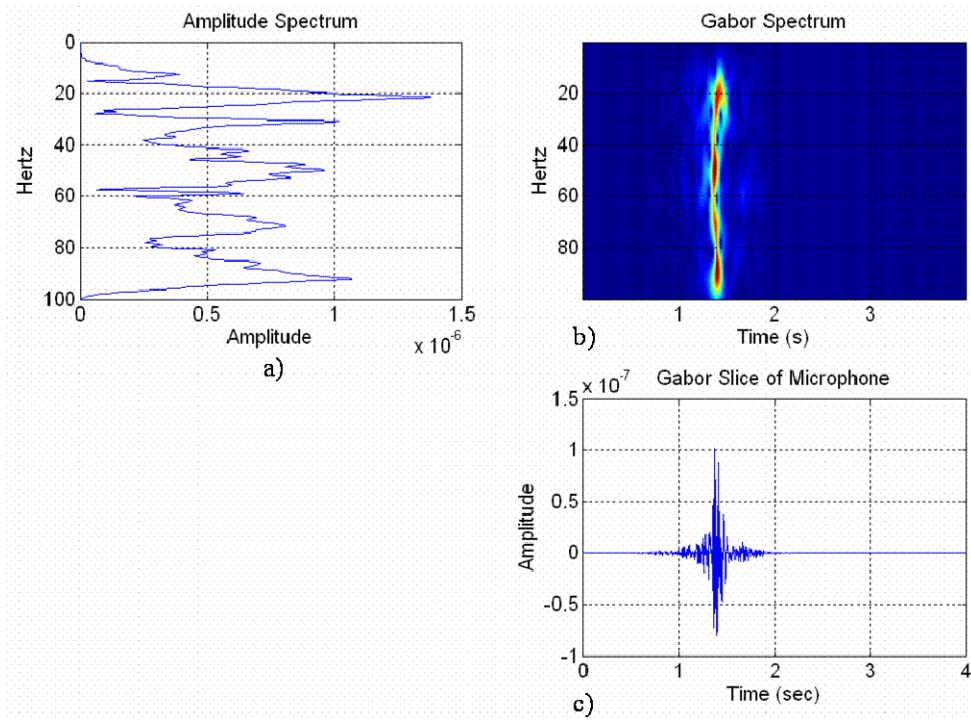 Amplitude Spectrum
0
20
40
60
80
100
Hertz
0
0.5
1
1.5
Amplitude
x 10^-6
a)
Gabor Spectrum
20
40
60
80
Hertz
1
2
3
Time (s)
b)
Gabor Slice of Microphone
x 10^-7
1.5
1
0.5
0
-0.5
-1
Amplitude
0
1
2
3
4
Time (sec)
c)